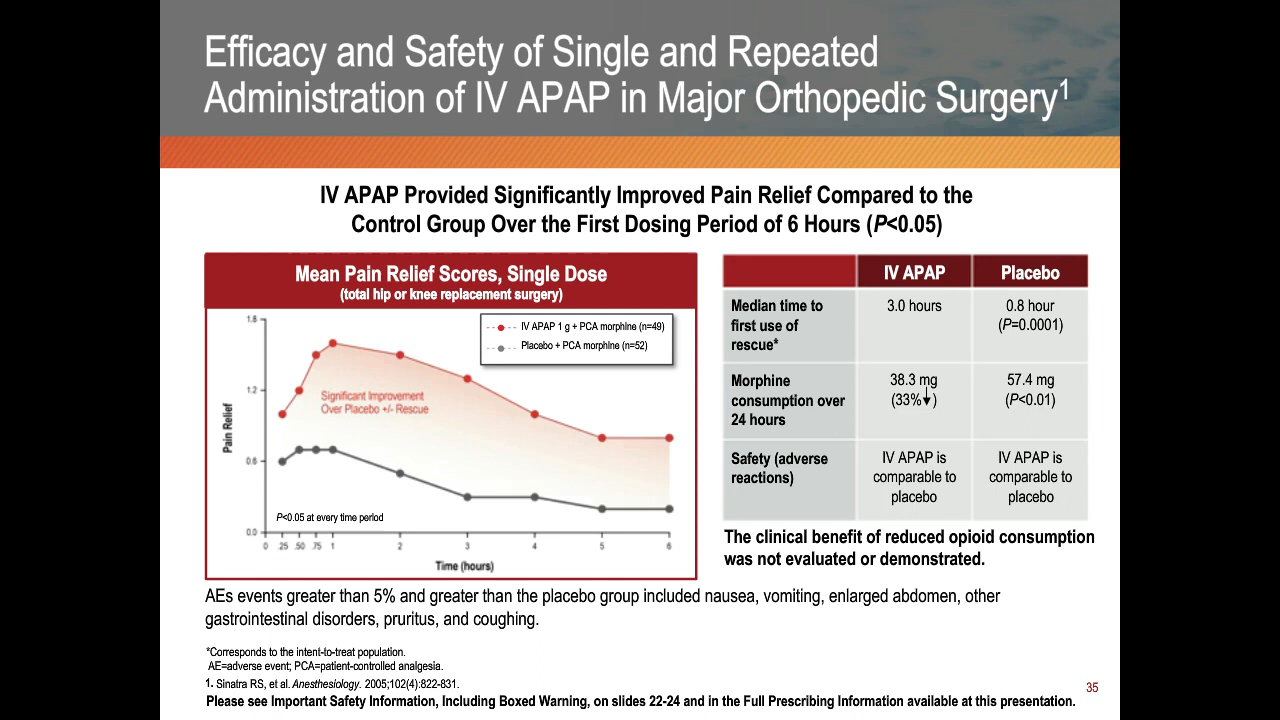 Efficacy and Safety of Single and Repeated
Administration of IV APAP in Major Orthopedic Surgery1
IV APAP Provided Significantly Improved Pain Relief Compared to the
Control Group Over the First Dosing Period of 6 Hours (P<0.05)
Mean Pain Relief Scores, Single Dose
(total hip or knee replacement surgery)
IV APAP 1 g + PCA morphine (n=49)
Placebo + PCA morphine (n=52)
1.8
1.2
0.6
0.0
Pain Relief
Significant Improvement
Over Placebo +/- Rescue
P<0.05 at every time period
0 .25 .50 .75 1 2 3 4 5 6
Time (hours)
IV APAP Placebo
Median time to
first use of
rescue*
3.0 hours
0.8 hour
(P=0.0001)
Morphine
consumption over
24 hours
38.3 mg
(33%↓)
57.4 mg
(P<0.01)
Safety (adverse
reactions)
IV APAP is
comparable to
placebo
IV APAP is
comparable to
placebo
The clinical benefit of reduced opioid consumption
was not evaluated or demonstrated.
AEs events greater than 5% and greater than the placebo group included nausea, vomiting, enlarged abdomen, other
gastrointestinal disorders, pruritus, and coughing.
*Corresponds to the intent-to-treat population.
AE=adverse event; PCA=patient-controlled analgesia.
1. Sinatra RS, et al. Anesthesiology. 2005;102(4):822-831.
Please see Important Safety Information, Including Boxed Warning, on slides 22-24 and in the Full Prescribing Information available at this presentation.
35